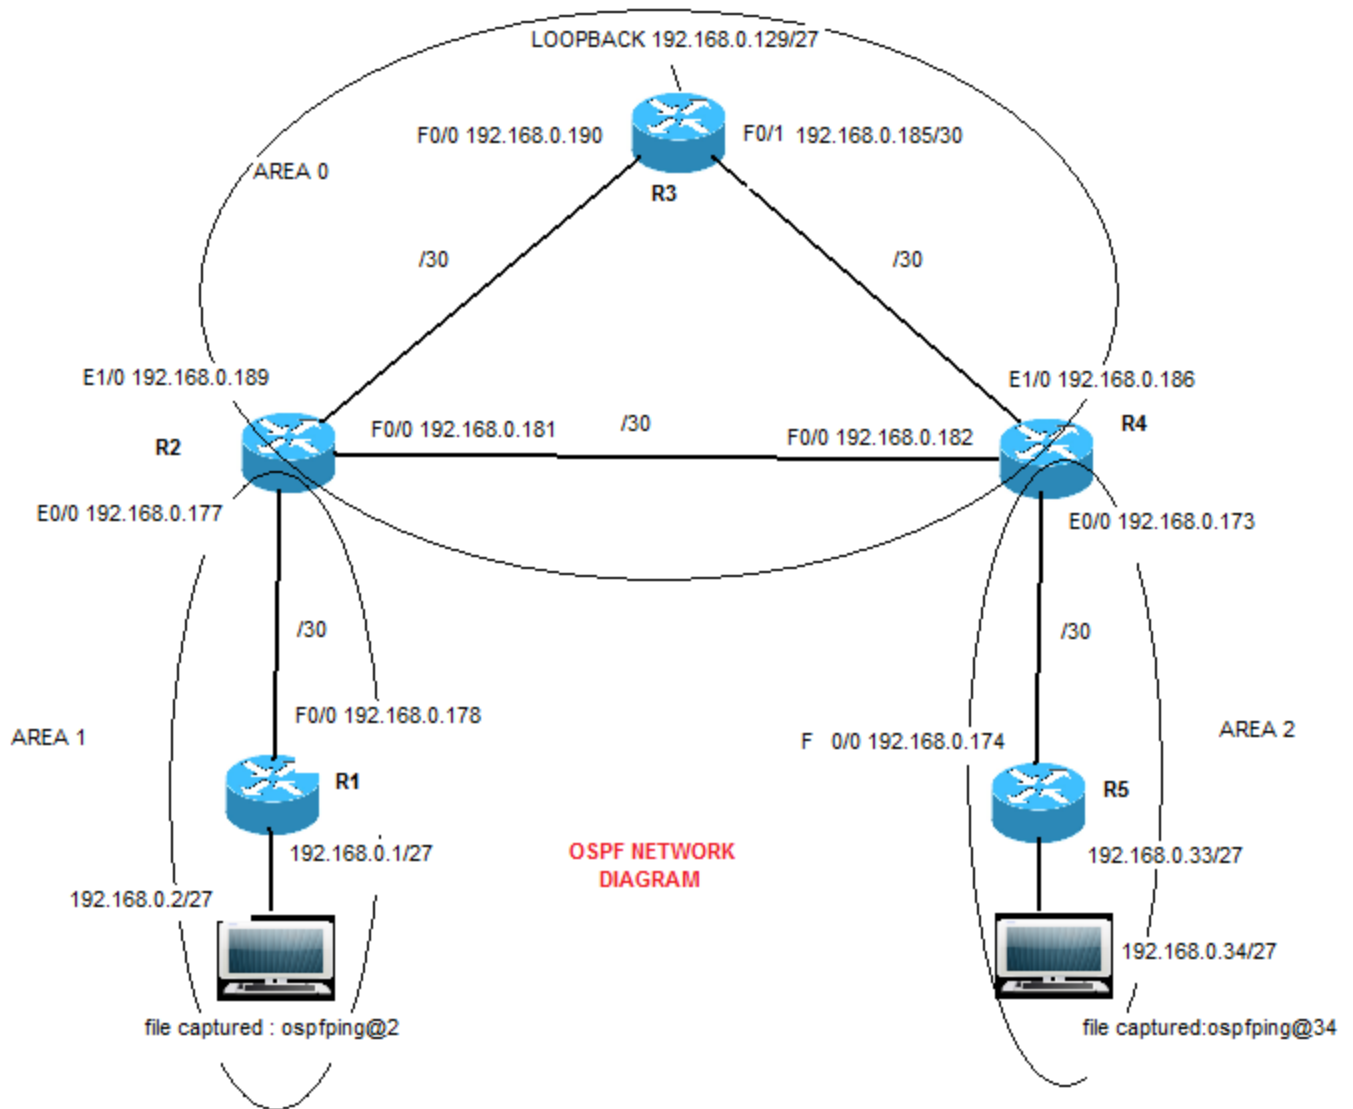 LOOPBACK 192.168.0.129/27
F0/0 192.168.0.190
F0/1 192.168.0.185/30
AREA 0
R3
/30
/30
E1/0 192.168.0.189
E1/0 192.168.0.186
R2
F0/0 192.168.0.181
/30
F0/0 192.168.0.182
R4
E0/0 192.168.0.177
E0/0 192.168.0.173
/30
/30
F0/0 192.168.0.178
AREA 1
F 0/0 192.168.0.174
AREA 2
R1
R5
192.168.0.1/27
OSPF NETWORK
DIAGRAM
192.168.0.33/27
192.168.0.2/27
192.168.0.34/27
file captured : ospfping@2
file captured:ospfping@34